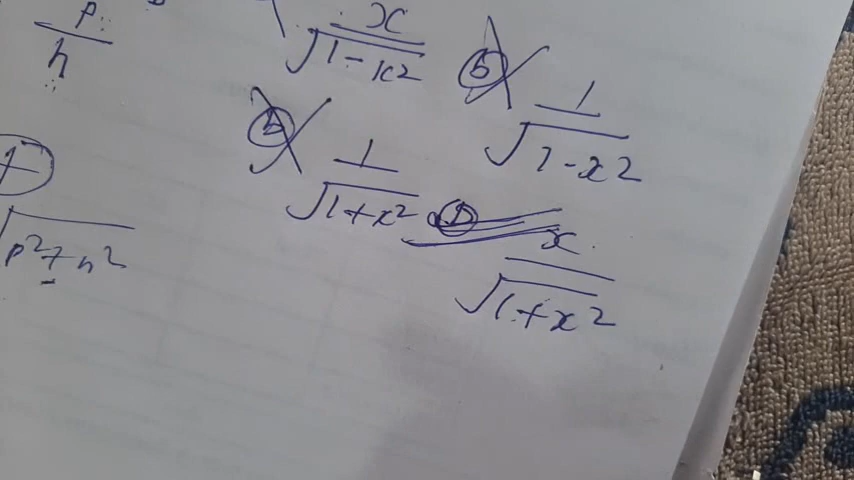 P/h
x/√1-x2
b 1/√1-x2
1/√1+x2
D x/√1+x2
√p²+h²